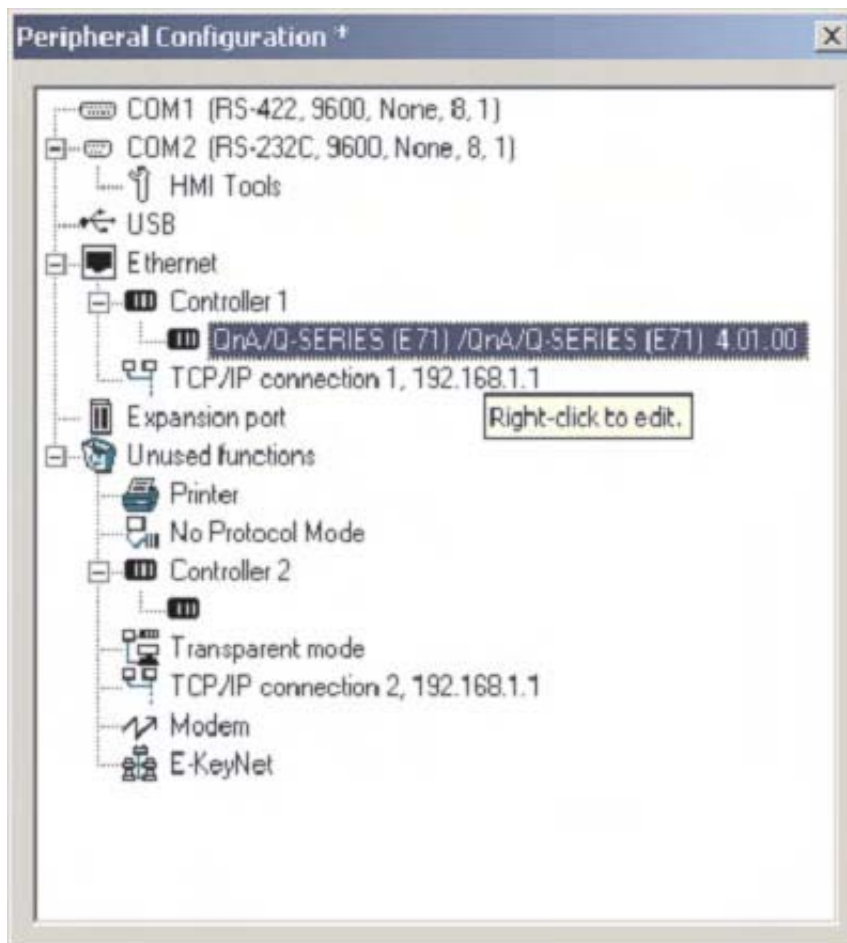 Peripheral Configuration *
COM1 (RS-422, 9600, None, 8, 1)
COM2 (RS-232C, 9600, None, 8, 1)
HMI Tools
USB
Ethernet
Controller 1
QnA/Q-SERIES (E71) /QnA/Q-SERIES (E71) 4.01.00
TCP/IP connection 1, 192.168.1.1
Right-click to edit.
Expansion port
Unused functions
Printer
No Protocol Mode
Controller 2
Transparent mode
TCP/IP connection 2, 192.168.1.1
Modem
E-KeyNet